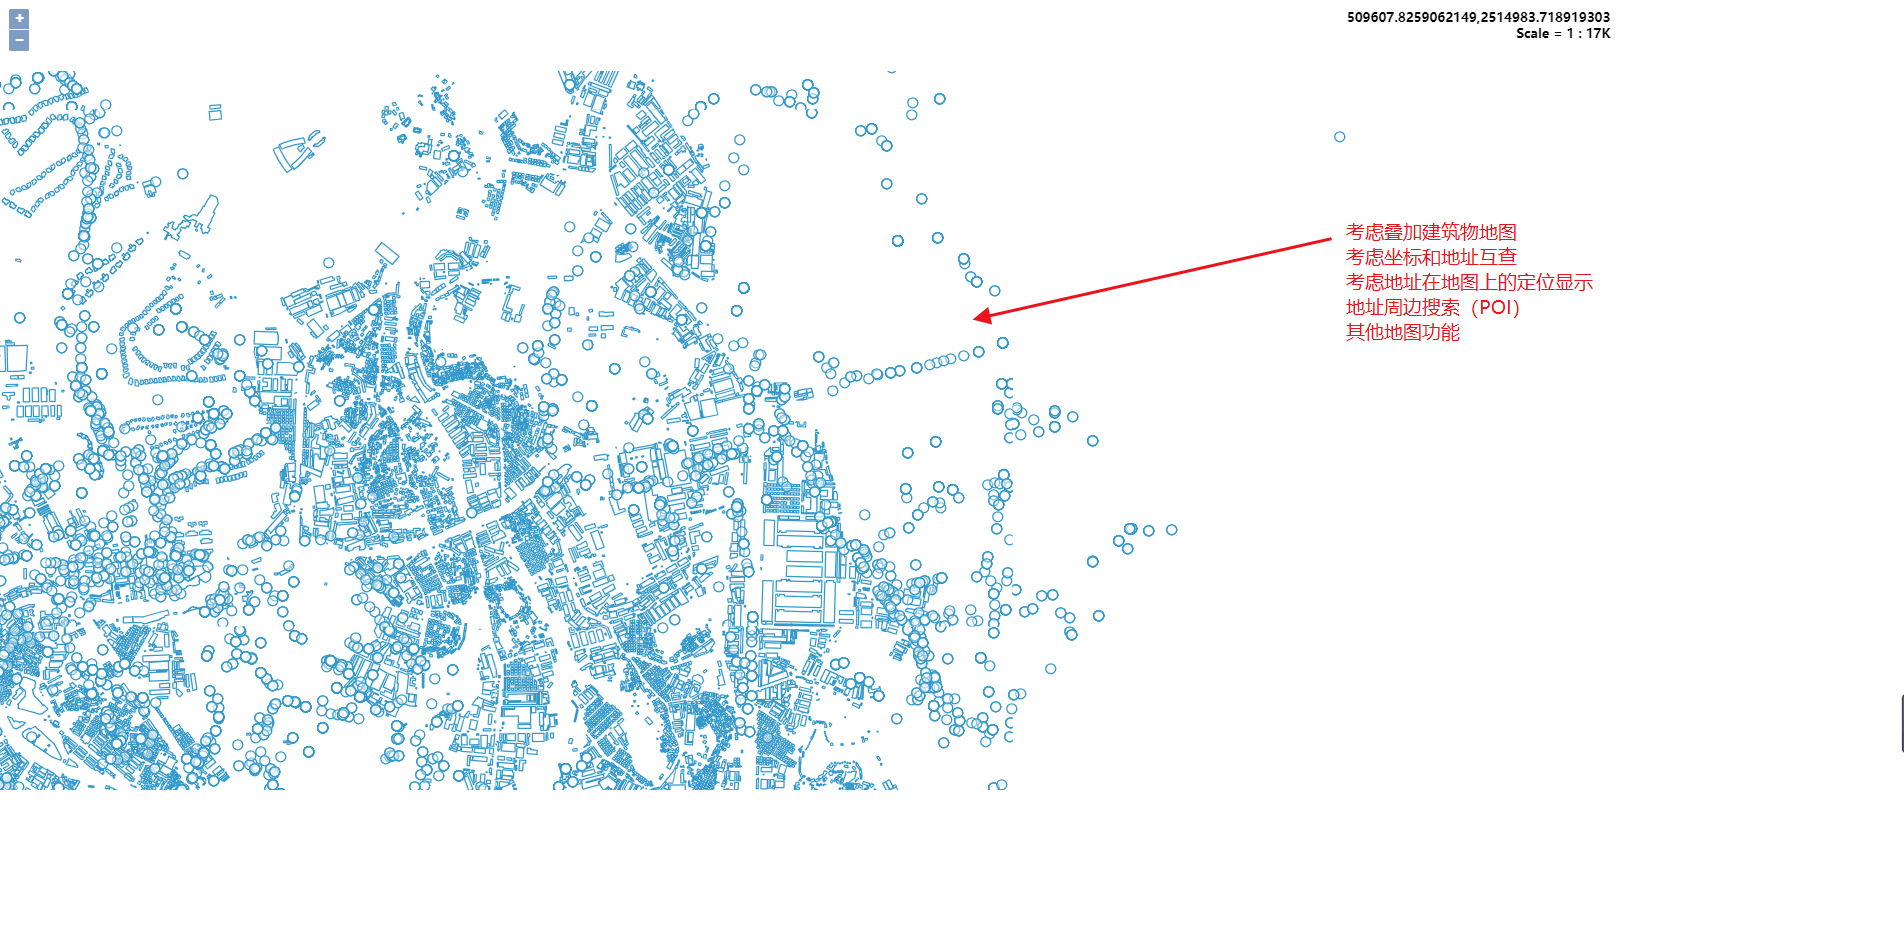 +
−
509607.8259062149,2514983.718919303
Scale = 1 : 17K
考虑叠加建筑物地图
考虑坐标和地址互查
考虑地址在地图上的定位显示
地址周边搜索（POI）
其他地图功能